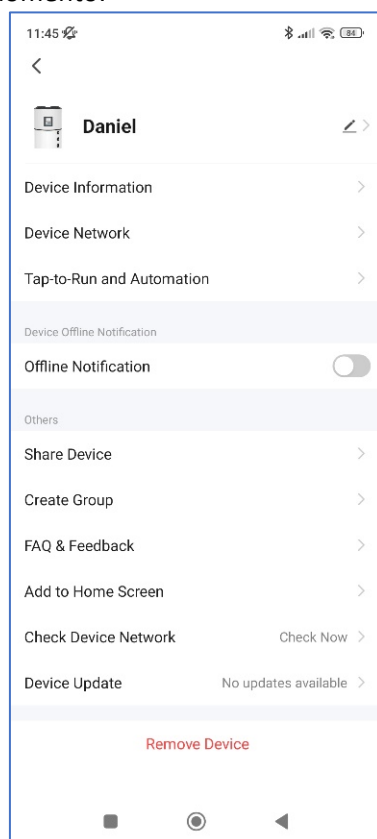 11:45 84
Daniel
Device Information
Device Network
Tap-to-Run and Automation
Device Offline Notification
Offline Notification
Others
Share Device
Create Group
FAQ & Feedback
Add to Home Screen
Check Device Network Check Now
Device Update No updates available
Remove Device